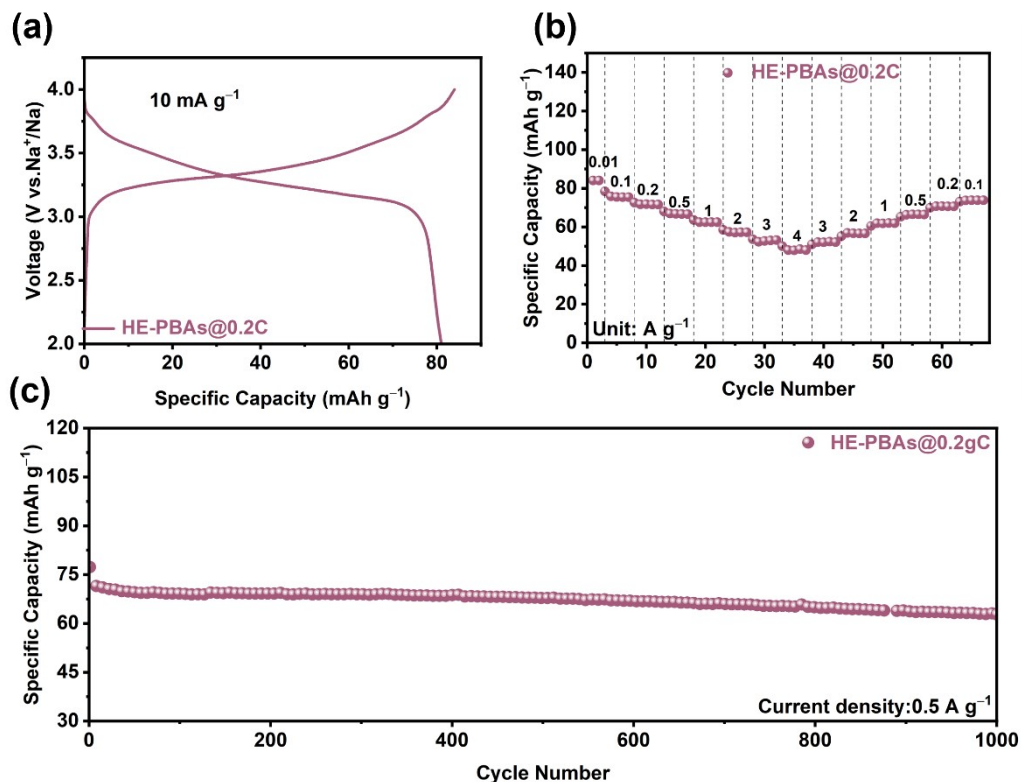 (a)
4.0
3.5
3.0
2.5
2.0
Voltage (V vs.Na⁺/Na)
10 mA g⁻¹
HE-PBAs@0.2C
0 20 40 60 80
Specific Capacity (mAh g⁻¹)
(b)
140
120
100
80
60
40
20
0
Specific Capacity (mAh g⁻¹)
HE-PBAs@0.2C
0.01 0.1 0.2 0.5 1 2 3 4 3 2 1 0.5 0.2 0.1
Unit: A g⁻¹
0 10 20 30 40 50 60
Cycle Number
(c)
120
105
90
75
60
45
30
Specific Capacity (mAh g⁻¹)
HE-PBAs@0.2gC
Current density:0.5 A g⁻¹
0 200 400 600 800 1000
Cycle Number